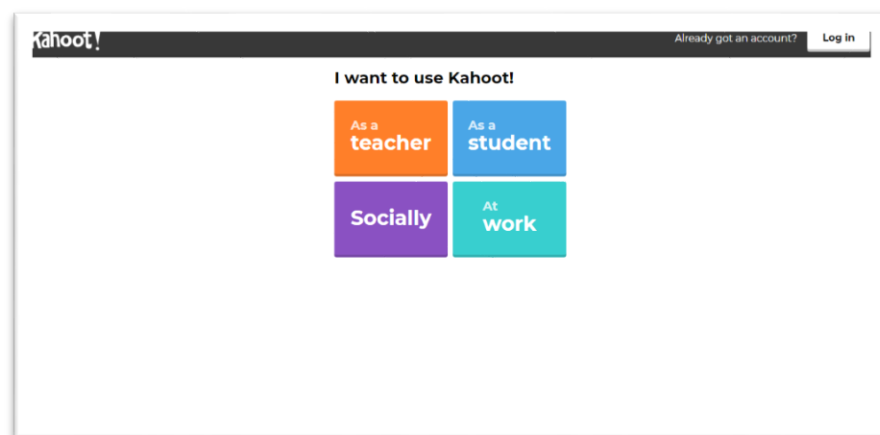 Kahoot!
Already got an account? Log in
I want to use Kahoot!
As a
teacher
As a
student
Socially
At
work